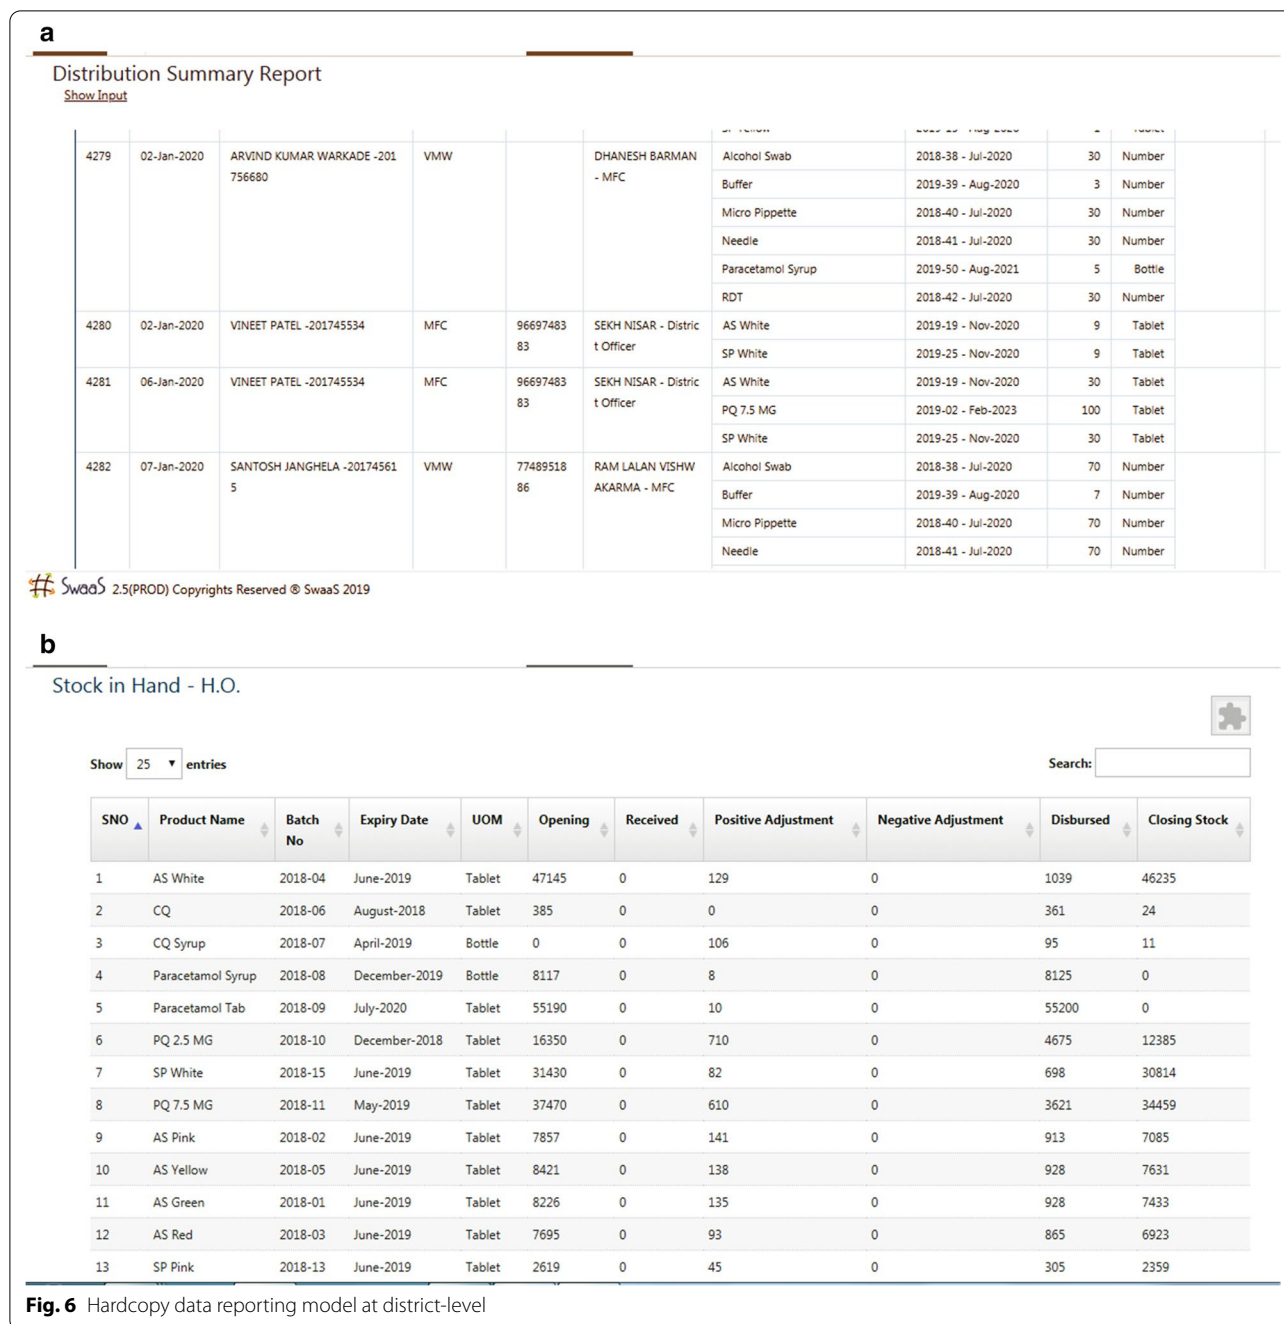 a
Distribution Summary Report
Show Input
4279 02-Jan-2020 ARVIND KUMAR WARKADE -201 VMW DHANESH BARMAN Alcohol Swab 2018-38 - Jul-2020 30 Number
756680 - MFC
Buffer 2019-39 - Aug-2020 3 Number
Micro Pippette 2018-40 - Jul-2020 30 Number
Needle 2018-41 - Jul-2020 30 Number
Paracetamol Syrup 2019-50 - Aug-2021 5 Bottle
RDT 2018-42 - Jul-2020 30 Number
4280 02-Jan-2020 VINEET PATEL -201745534 MFC 96697483 SEKH NISAR - Distric AS White 2019-19 - Nov-2020 9 Tablet
83 t Officer SP White 2019-25 - Nov-2020 9 Tablet
4281 06-Jan-2020 VINEET PATEL -201745534 MFC 96697483 SEKH NISAR - Distric AS White 2019-19 - Nov-2020 30 Tablet
83 t Officer PQ 7.5 MG 2019-02 - Feb-2023 100 Tablet
SP White 2019-25 - Nov-2020 30 Tablet
4282 07-Jan-2020 SANTOSH JANGHELA -20174561 VMW 77489518 RAM LALAN VISHW Alcohol Swab 2018-38 - Jul-2020 70 Number
5 86 AKARMA - MFC Buffer 2019-39 - Aug-2020 7 Number
Micro Pippette 2018-40 - Jul-2020 70 Number
Needle 2018-41 - Jul-2020 70 Number
SwaaS 2.5(PROD) Copyrights Reserved ® SwaaS 2019
b
Stock in Hand - H.O.
Show 25 entries Search:
SNO Product Name Batch Expiry Date UOM Opening Received Positive Adjustment Negative Adjustment Disbursed Closing Stock
No
1 AS White 2018-04 June-2019 Tablet 47145 0 129 0 1039 46235
2 CQ 2018-06 August-2018 Tablet 385 0 0 0 361 24
3 CQ Syrup 2018-07 April-2019 Bottle 0 0 106 0 95 11
4 Paracetamol Syrup 2018-08 December-2019 Bottle 8117 0 8 0 8125 0
5 Paracetamol Tab 2018-09 July-2020 Tablet 55190 0 10 0 55200 0
6 PQ 2.5 MG 2018-10 December-2018 Tablet 16350 0 710 0 4675 12385
7 SP White 2018-15 June-2019 Tablet 31430 0 82 0 698 30814
8 PQ 7.5 MG 2018-11 May-2019 Tablet 37470 0 610 0 3621 34459
9 AS Pink 2018-02 June-2019 Tablet 7857 0 141 0 913 7085
10 AS Yellow 2018-05 June-2019 Tablet 8421 0 138 0 928 7631
11 AS Green 2018-01 June-2019 Tablet 8226 0 135 0 928 7433
12 AS Red 2018-03 June-2019 Tablet 7695 0 93 0 865 6923
13 SP Pink 2018-13 June-2019 Tablet 2619 0 45 0 305 2359
Fig. 6 Hardcopy data reporting model at district-level